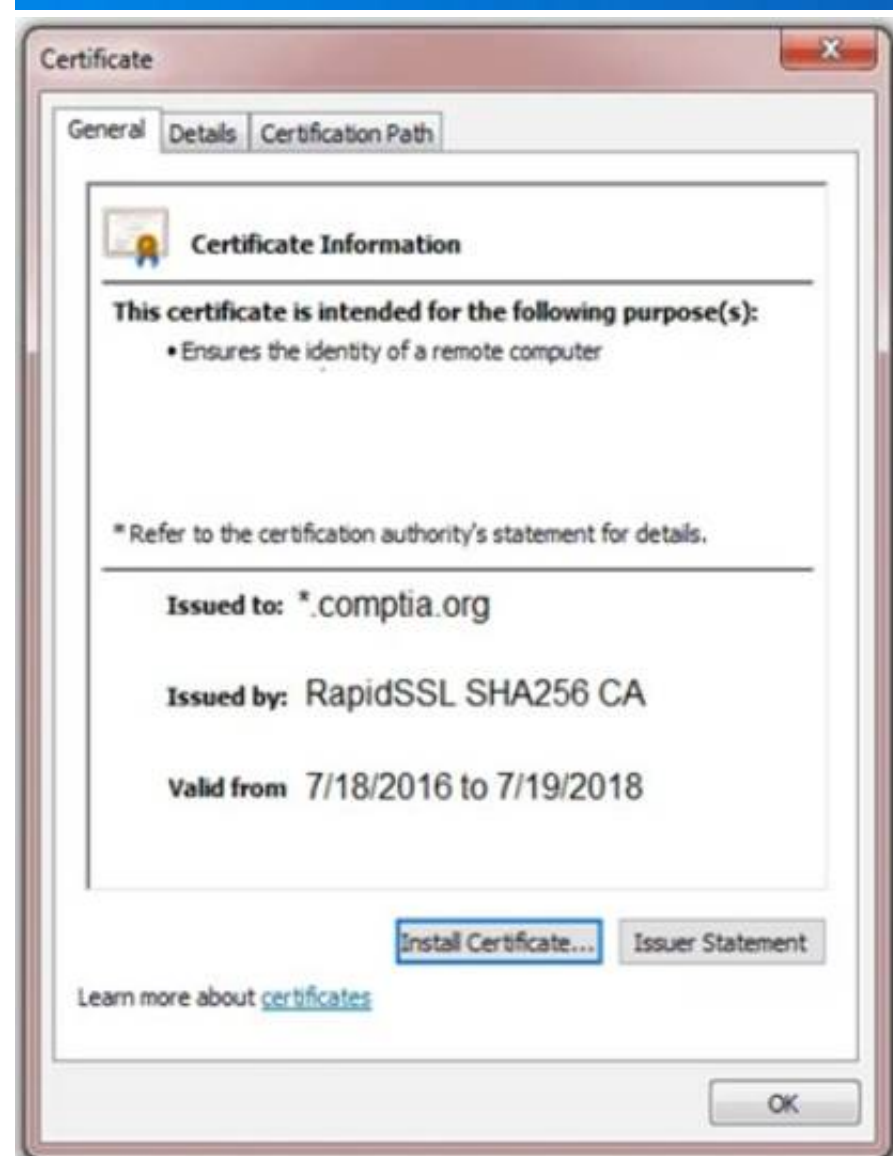 Certificate
General Details Certification Path
Certificate Information
This certificate is intended for the following purpose(s):
• Ensures the identity of a remote computer
* Refer to the certification authority's statement for details.
Issued to: *.comptia.org
Issued by: RapidSSL SHA256 CA
Valid from 7/18/2016 to 7/19/2018
Install Certificate... Issuer Statement
Learn more about certificates
OK